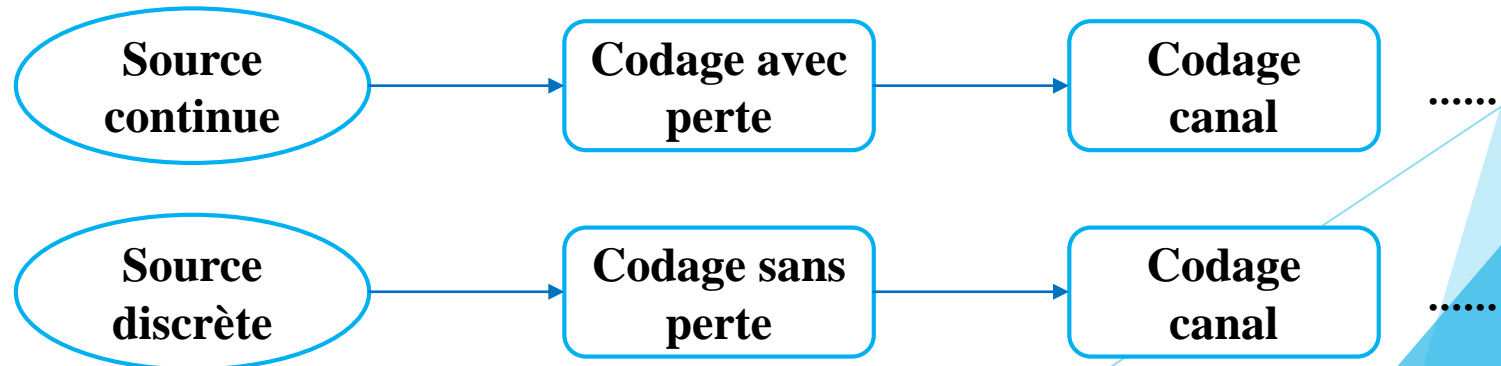 Source
continue
Codage avec
perte
Codage
canal
......
Source
discrète
Codage sans
perte
Codage
canal
......